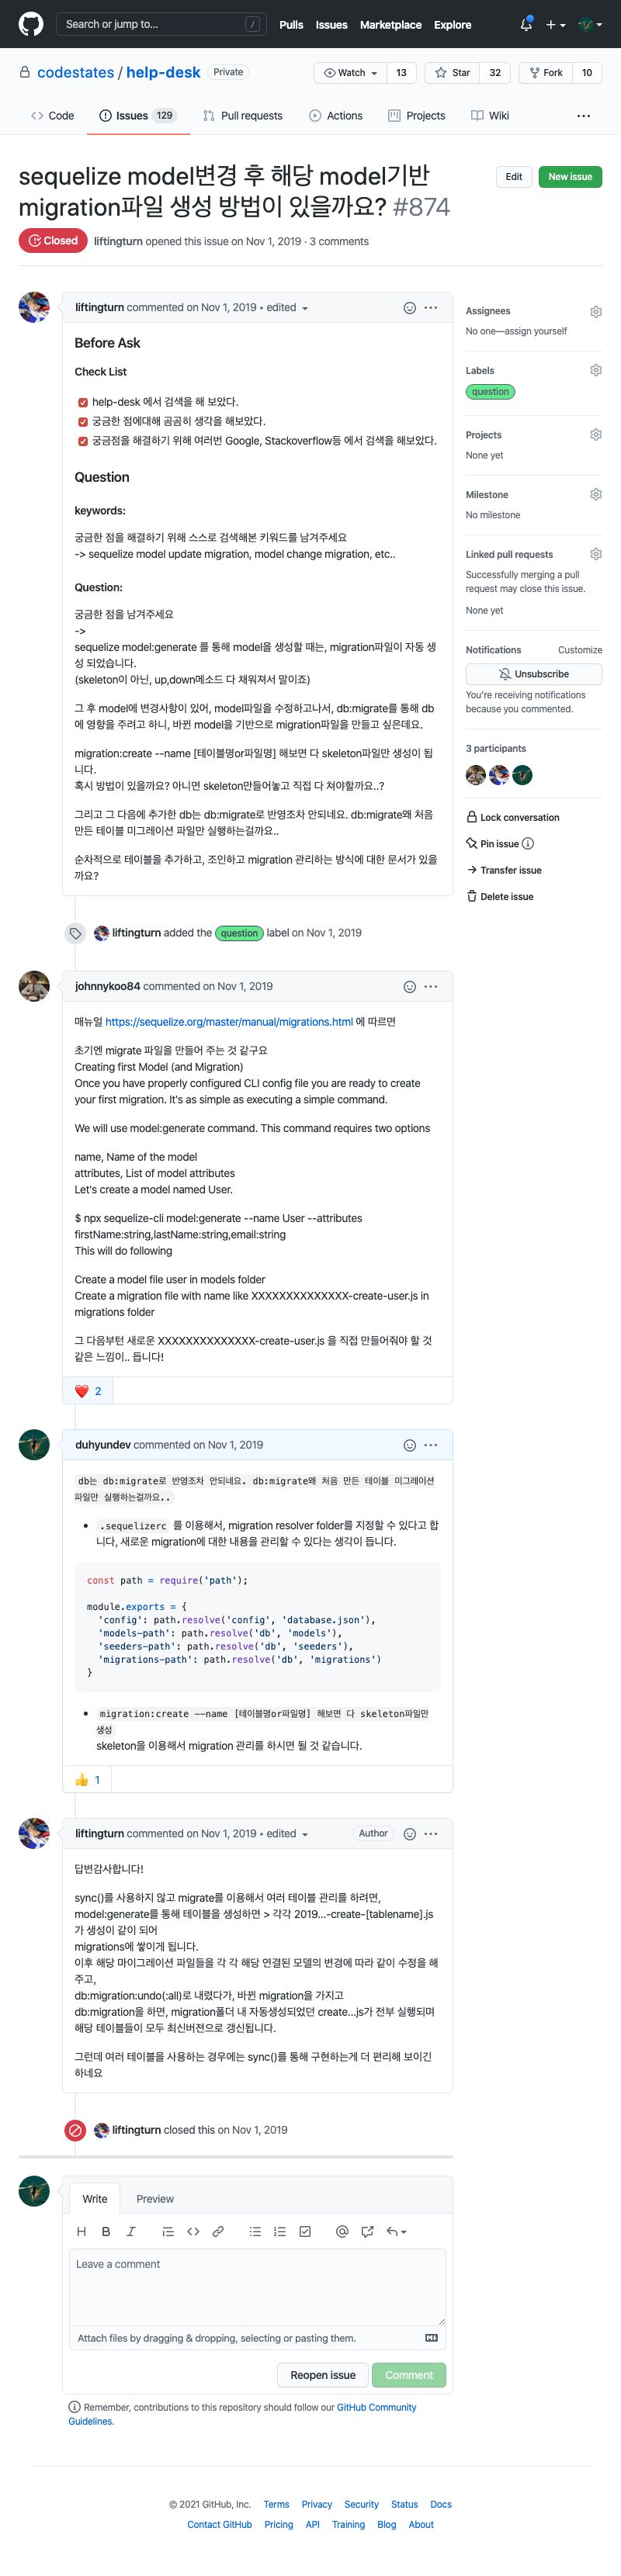 Search or jump to... /
Pulls Issues Marketplace Explore
codestates / help-desk Private
Watch 13 Star 32 Fork 10
Code Issues 129 Pull requests Actions Projects Wiki
sequelize model변경 후 해당 model기반
migration파일 생성 방법이 있을까요? #874
Edit New issue
Closed liftingturn opened this issue on Nov 1, 2019 · 3 comments
liftingturn commented on Nov 1, 2019 • edited
Before Ask
Check List
help-desk 에서 검색을 해 보았다.
궁금한 점에대해 곰곰히 생각을 해보았다.
궁금점을 해결하기 위해 여러번 Google, Stackoverflow등 에서 검색을 해보았다.
Question
keywords:
궁금한 점을 해결하기 위해 스스로 검색해본 키워드를 남겨주세요
-> sequelize model update migration, model change migration, etc..
Question:
궁금한 점을 남겨주세요
->
sequelize model:generate 를 통해 model을 생성할 때는, migration파일이 자동 생
성 되었습니다.
(skeleton이 아닌, up,down메소드 다 채워져서 말이죠)
그 후 model에 변경사항이 있어, model파일을 수정하고나서, db:migrate를 통해 db
에 영향을 주려고 하니, 바뀐 model을 기반으로 migration파일을 만들고 싶은데요.
migration:create --name [테이블명or파일명] 해보면 다 skeleton파일만 생성이 됩
니다.
혹시 방법이 있을까요? 아니면 skeleton만들어놓고 직접 다 쳐야할까요..?
그리고 그 다음에 추가한 db는 db:migrate로 반영조차 안되네요. db:migrate왜 처음
만든 테이블 미그레이션 파일만 실행하는걸까요..
순차적으로 테이블을 추가하고, 조인하고 migration 관리하는 방식에 대한 문서가 있을
까요?
Assignees
No one—assign yourself
Labels
question
Projects
None yet
Milestone
No milestone
Linked pull requests
Successfully merging a pull
request may close this issue.
None yet
Notifications Customize
Unsubscribe
You're receiving notifications
because you commented.
3 participants
Lock conversation
Pin issue
Transfer issue
Delete issue
liftingturn added the question label on Nov 1, 2019
johnnykoo84 commented on Nov 1, 2019
매뉴얼 https://sequelize.org/master/manual/migrations.html 에 따르면
초기엔 migrate 파일을 만들어 주는 것 같구요
Creating first Model (and Migration)
Once you have properly configured CLI config file you are ready to create
your first migration. It's as simple as executing a simple command.
We will use model:generate command. This command requires two options
name, Name of the model
attributes, List of model attributes
Let's create a model named User.
$ npx sequelize-cli model:generate --name User --attributes
firstName:string,lastName:string,email:string
This will do following
Create a model file user in models folder
Create a migration file with name like XXXXXXXXXXXXXX-create-user.js in
migrations folder
그 다음부턴 새로운 XXXXXXXXXXXXXX-create-user.js 을 직접 만들어줘야 할 것
같은 느낌이.. 듭니다!
2
duhyundev commented on Nov 1, 2019
db는 db:migrate로 반영조차 안되네요. db:migrate왜 처음 만든 테이블 미그레이션
파일만 실행하는걸까요..
.sequelizerc 를 이용해서, migration resolver folder를 지정할 수 있다고 합
니다, 새로운 migration에 대한 내용을 관리할 수 있다는 생각이 듭니다.
const path = require('path');
module.exports = {
'config': path.resolve('config', 'database.json'),
'models-path': path.resolve('db', 'models'),
'seeders-path': path.resolve('db', 'seeders'),
'migrations-path': path.resolve('db', 'migrations')
}
migration:create --name [테이블명or파일명] 해보면 다 skeleton파일만
생성
skeleton을 이용해서 migration 관리를 하시면 될 것 같습니다.
1
liftingturn commented on Nov 1, 2019 • edited Author
답변감사합니다!
sync()를 사용하지 않고 migrate를 이용해서 여러 테이블 관리를 하려면,
model:generate를 통해 테이블을 생성하면 > 각각 2019...-create-[tablename].js
가 생성이 같이 되어
migrations에 쌓이게 됩니다.
이후 해당 마이그레이션 파일들을 각 각 해당 연결된 모델의 변경에 따라 같이 수정을 해
주고,
db:migration:undo(:all)로 내렸다가, 바뀐 migration을 가지고
db:migration을 하면, migration폴더 내 자동생성되었던 create...js가 전부 실행되며
해당 테이블들이 모두 최신버젼으로 갱신됩니다.
그런데 여러 테이블을 사용하는 경우에는 sync()를 통해 구현하는게 더 편리해 보이긴
하네요
liftingturn closed this on Nov 1, 2019
Write Preview
Leave a comment
Attach files by dragging & dropping, selecting or pasting them.
Reopen issue Comment
Remember, contributions to this repository should follow our GitHub Community
Guidelines.
© 2021 GitHub, Inc. Terms Privacy Security Status Docs
Contact GitHub Pricing API Training Blog About